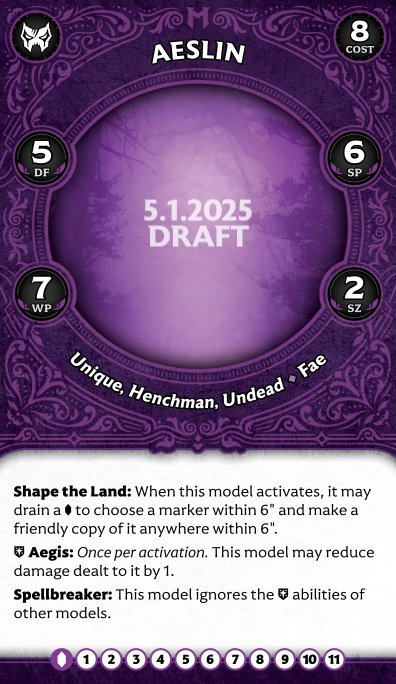 AESLIN
8
COST
5
DF
6
SP
5.1.2025
DRAFT
7
WP
2
SZ
Unique, Henchman, Undead ♦ Fae
Shape the Land: When this model activates, it may
drain a to choose a marker within 6" and make a
friendly copy of it anywhere within 6".
Aegis: Once per activation. This model may reduce
damage dealt to it by 1.
Spellbreaker: This model ignores the abilities of
other models.
1 2 3 4 5 6 7 8 9 10 11